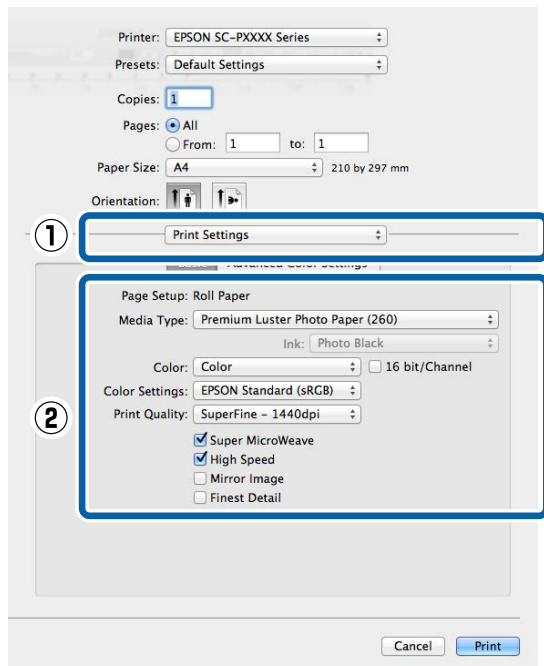 Printer: EPSON SC-PXXXX Series
Presets: Default Settings
Copies: 1
Pages: All
From: 1 to: 1
Paper Size: A4 210 by 297 mm
Orientation:
1
Print Settings
Advanced Color Settings
2
Page Setup: Roll Paper
Media Type: Premium Luster Photo Paper (260)
Ink: Photo Black
Color: Color 16 bit/Channel
Color Settings: EPSON Standard (sRGB)
Print Quality: SuperFine - 1440dpi
Super MicroWeave
High Speed
Mirror Image
Finest Detail
Cancel Print